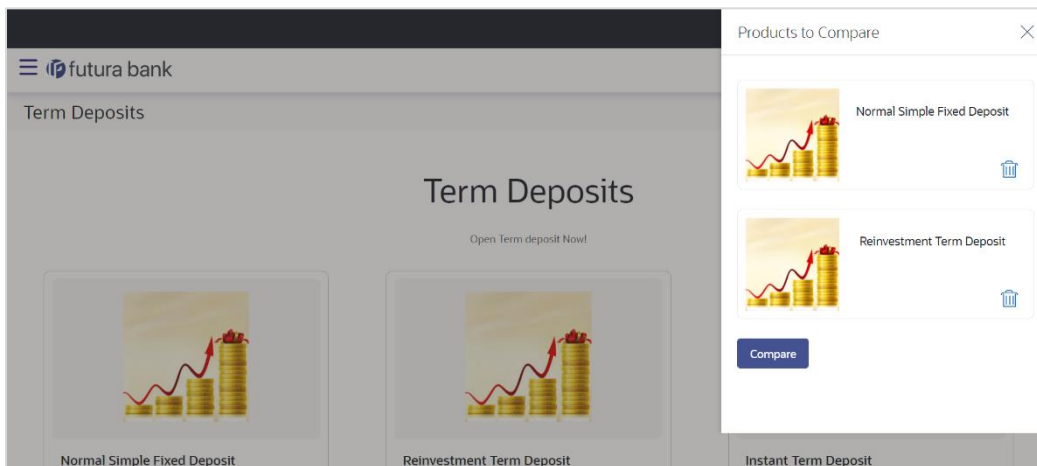 futura bank
Term Deposits
Term Deposits
Open Term deposit Now!
Normal Simple Fixed Deposit
Reinvestment Term Deposit
Instant Term Deposit
Products to Compare
Normal Simple Fixed Deposit
Reinvestment Term Deposit
Compare